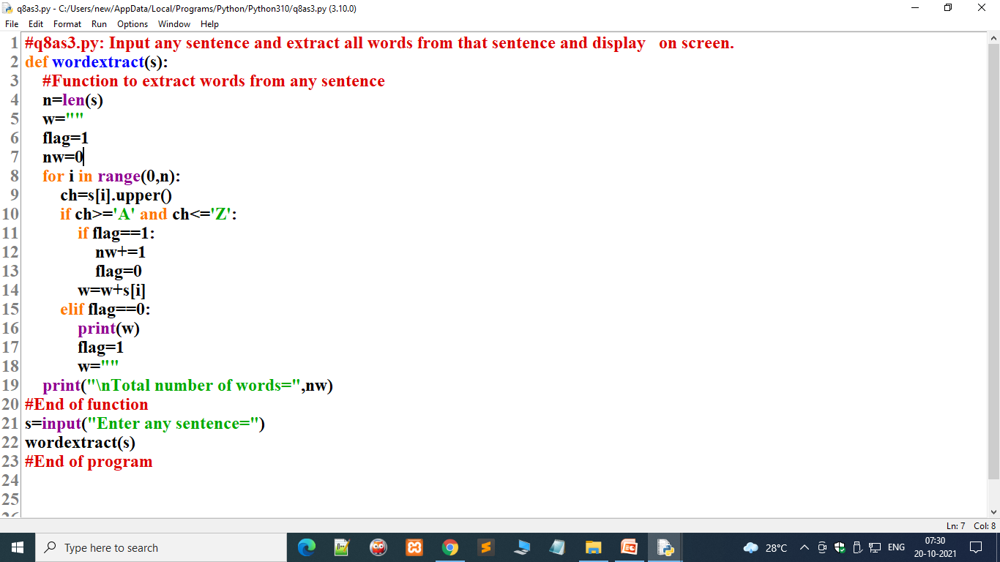 q8as3.py - C:/Users/new/AppData/Local/Programs/Python/Python310/q8as3.py (3.10.0)
File Edit Format Run Options Window Help
1 #q8as3.py: Input any sentence and extract all words from that sentence and display   on screen.
2 def wordextract(s):
3     #Function to extract words from any sentence
4     n=len(s)
5     w=""
6     flag=1
7     nw=0
8     for i in range(0,n):
9         ch=s[i].upper()
10         if ch>='A' and ch<='Z':
11             if flag==1:
12                 nw+=1
13                 flag=0
14             w=w+s[i]
15         elif flag==0:
16             print(w)
17             flag=1
18             w=""
19     print("\nTotal number of words=",nw)
20 #End of function
21 s=input("Enter any sentence=")
22 wordextract(s)
23 #End of program
24
25
Ln: 7 Col: 8
Type here to search
28°C
ENG
07:30
20-10-2021